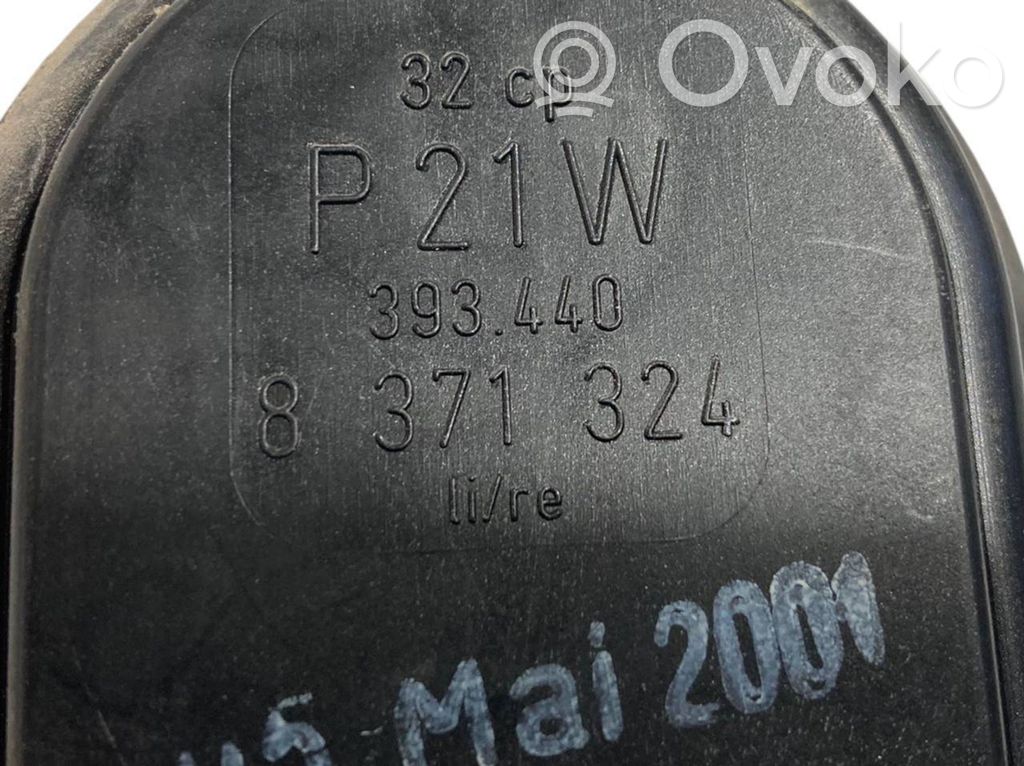 Ovoko
32 cp
P 21 W
393.440
8 371 324
li/re
Mai 2001